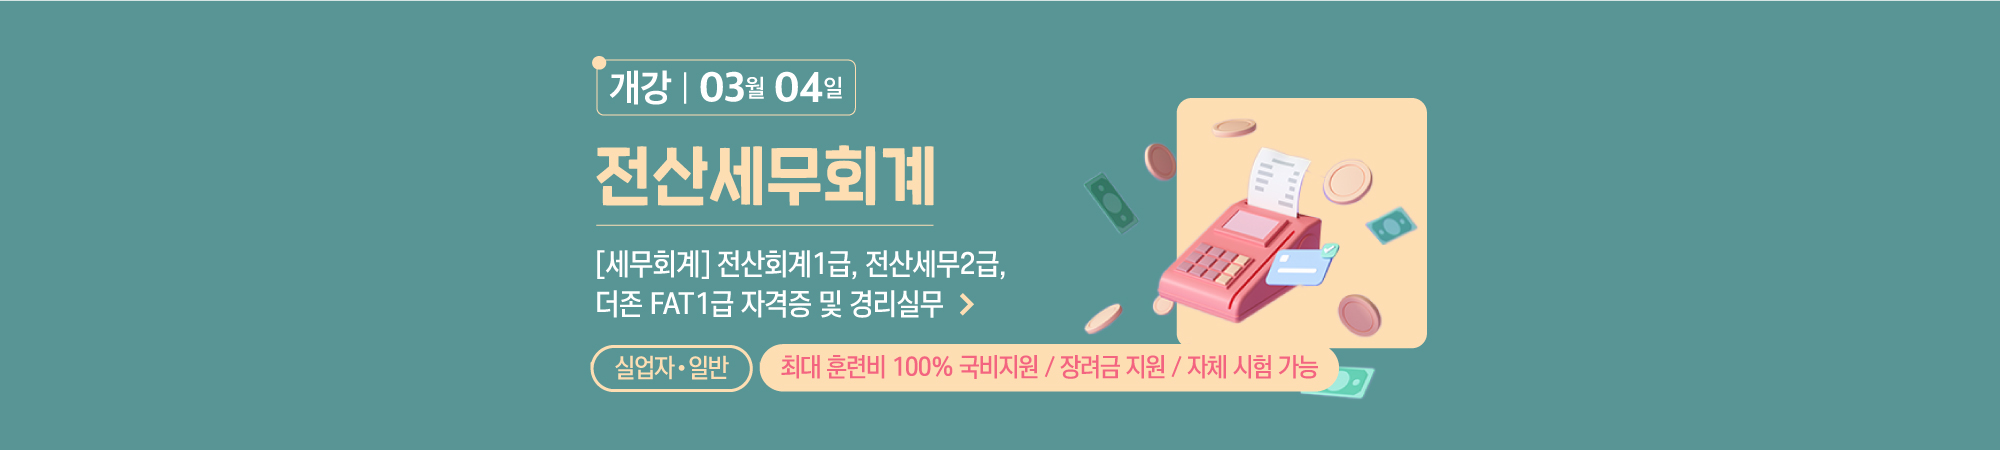 개강 | 03월 04일
전산세무회계
[세무회계] 전산회계1급, 전산세무2급,
더존 FAT1급 자격증 및 경리실무 >
실업자•일반
최대 훈련비 100% 국비지원 / 장려금 지원 / 자체 시험 가능